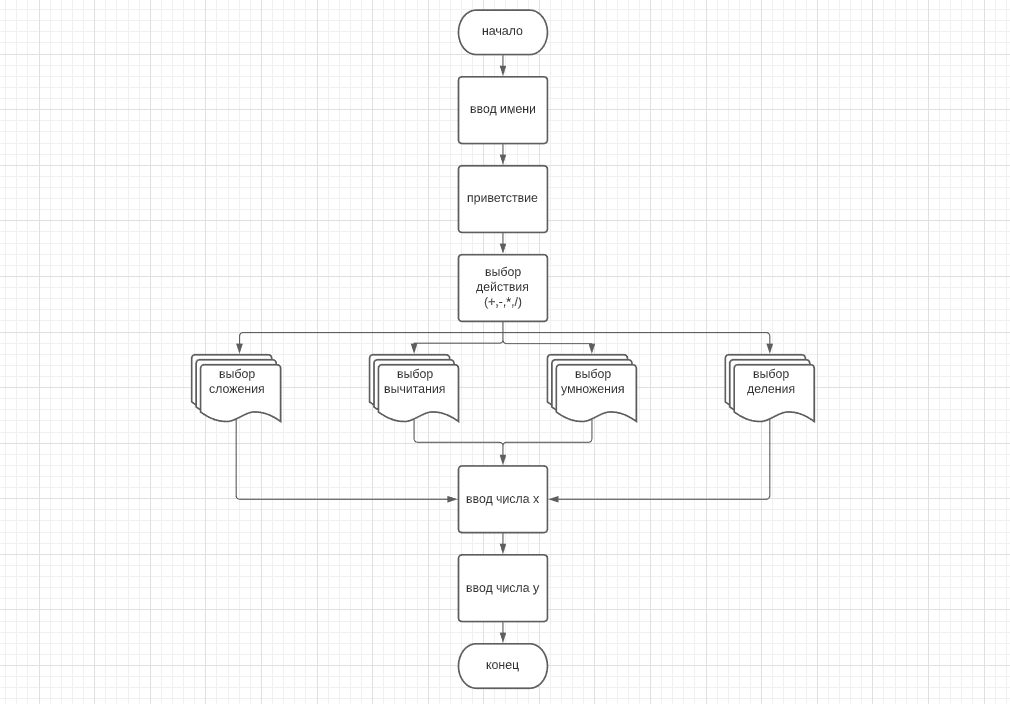 начало
ввод имени
приветствие
выбор
действия
(+,-,*,/)
выбор
сложения
выбор
вычитания
выбор
умножения
выбор
деления
ввод числа x
ввод числа y
конец